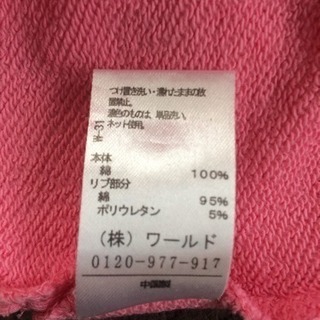 つけ置き洗い・濡れたままの放
置禁止。
濃色のものは、単品洗い。
ネット使用。
W-31
本体
綿 100%
リブ部分
綿 95%
ポリウレタン 5%
(株) ワールド
0120-977-917
中国製